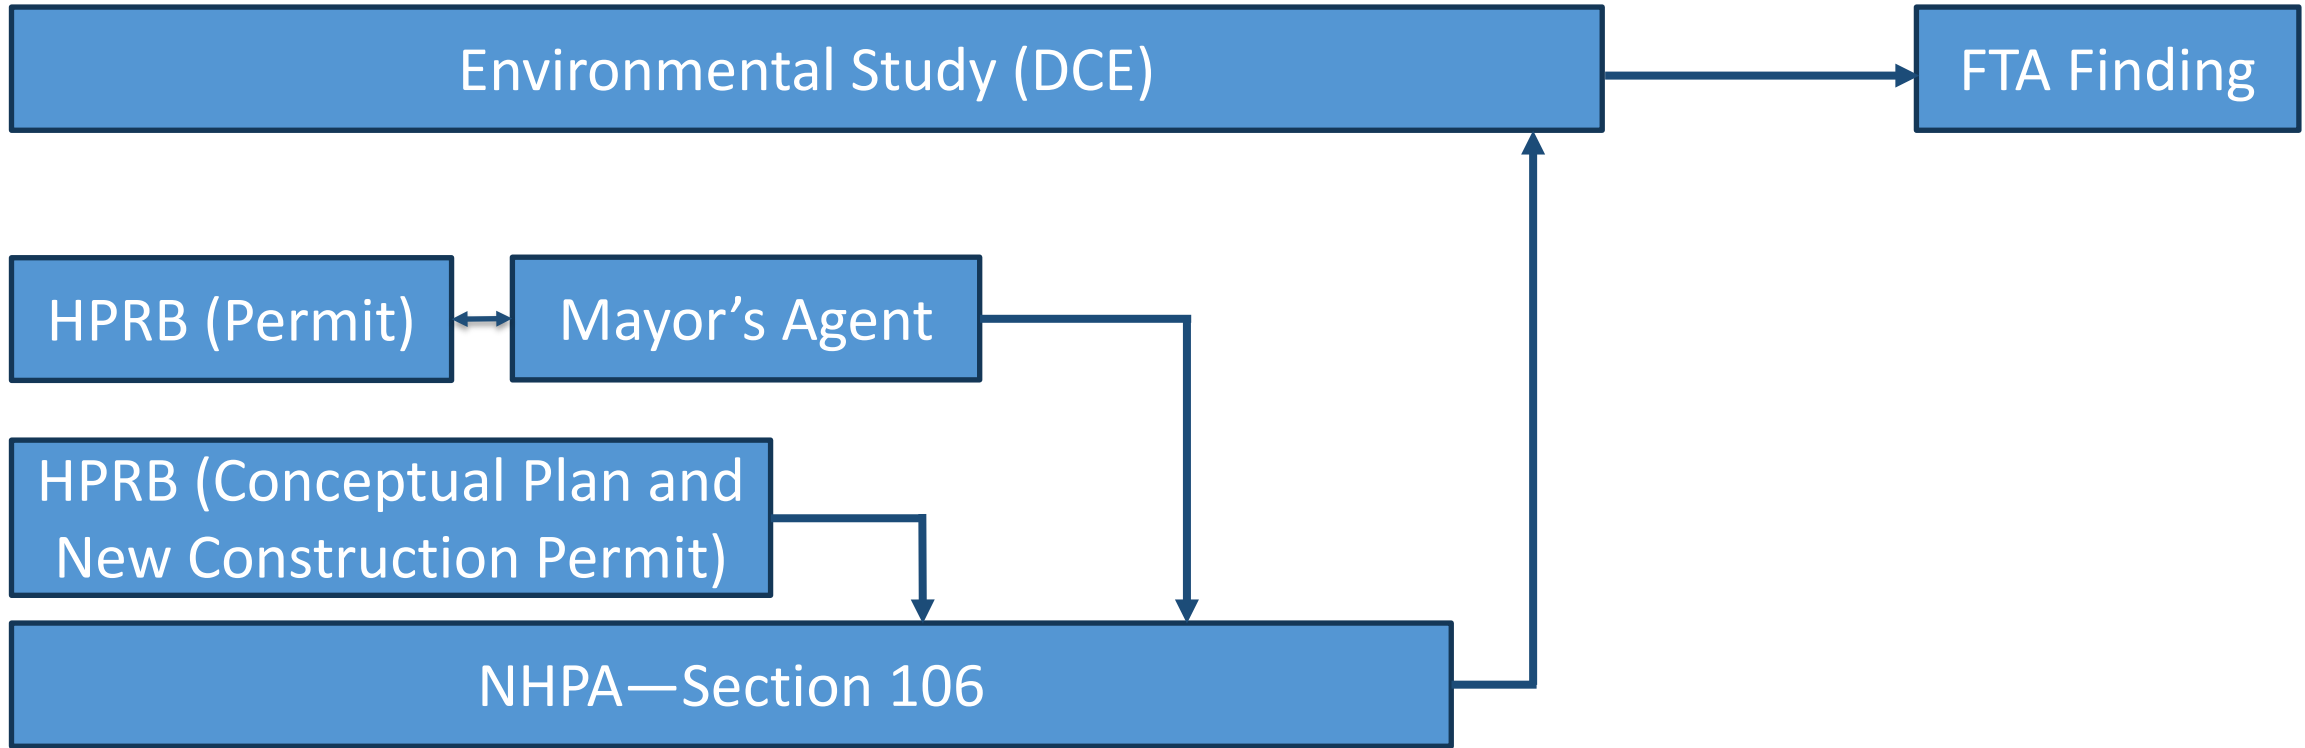 Environmental Study (DCE)
FTA Finding
HPRB (Permit)
Mayor’s Agent
HPRB (Conceptual Plan and
New Construction Permit)
NHPA—Section 106